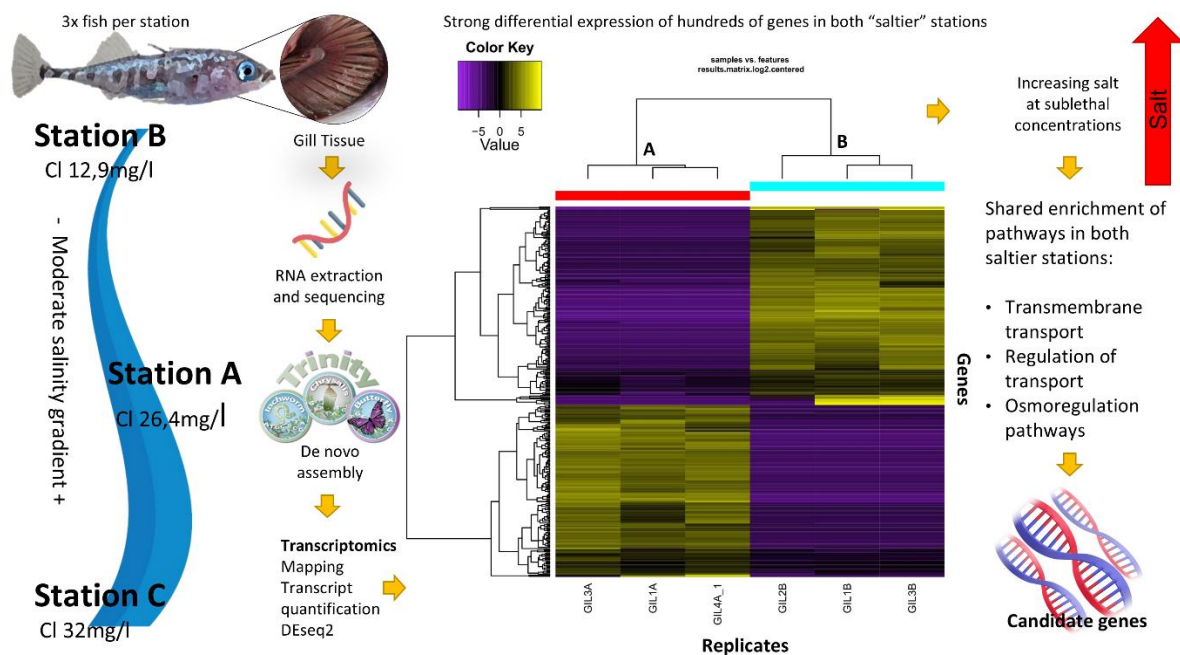 3x fish per station
Station B
Cl 12,9mg/l
- Moderate salinity gradient +
Station A
Cl 26,4mg/l
Station C
Cl 32mg/l
Gill Tissue
RNA extraction
and sequencing
Trinity
Inchworm
Chrysalis
Butterfly
De novo
assembly
Transcriptomics
Mapping
Transcript
quantification
DEseq2
Strong differential expression of hundreds of genes in both “saltier” stations
Color Key
−5 0 5
Value
samples vs. features
results.matrix.log2.centered
A
B
Genes
GIL3A
GIL1A
GIL4A_1
GIL2B
GIL1B
GIL3B
Replicates
Increasing salt
at sublethal
concentrations
Salt
Shared enrichment of
pathways in both
saltier stations:
• Transmembrane
transport
• Regulation of
transport
• Osmoregulation
pathways
Candidate genes